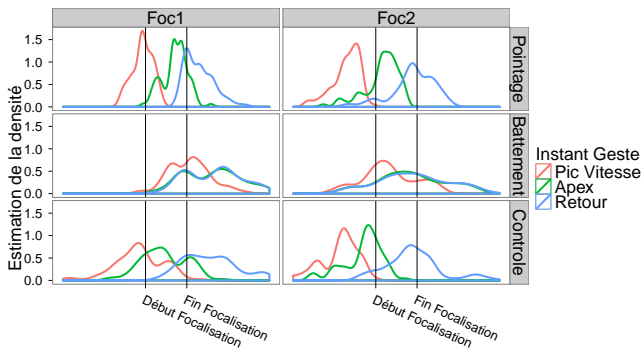 Foc1
Foc2
Estimation de la densité
1.5
1.0
0.5
0.0
Pointage
1.5
1.0
0.5
0.0
Battement
1.5
1.0
0.5
0.0
Controle
Début Focalisation
Fin Focalisation
Début Focalisation
Fin Focalisation
Instant Geste
Pic Vitesse
Apex
Retour